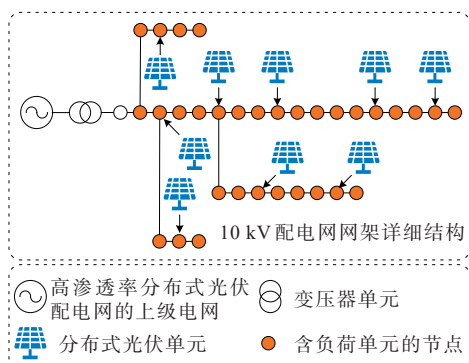 10 kV配电网网架详细结构
高渗透率分布式光伏
配电网的上级电网
变压器单元
分布式光伏单元
含负荷单元的节点